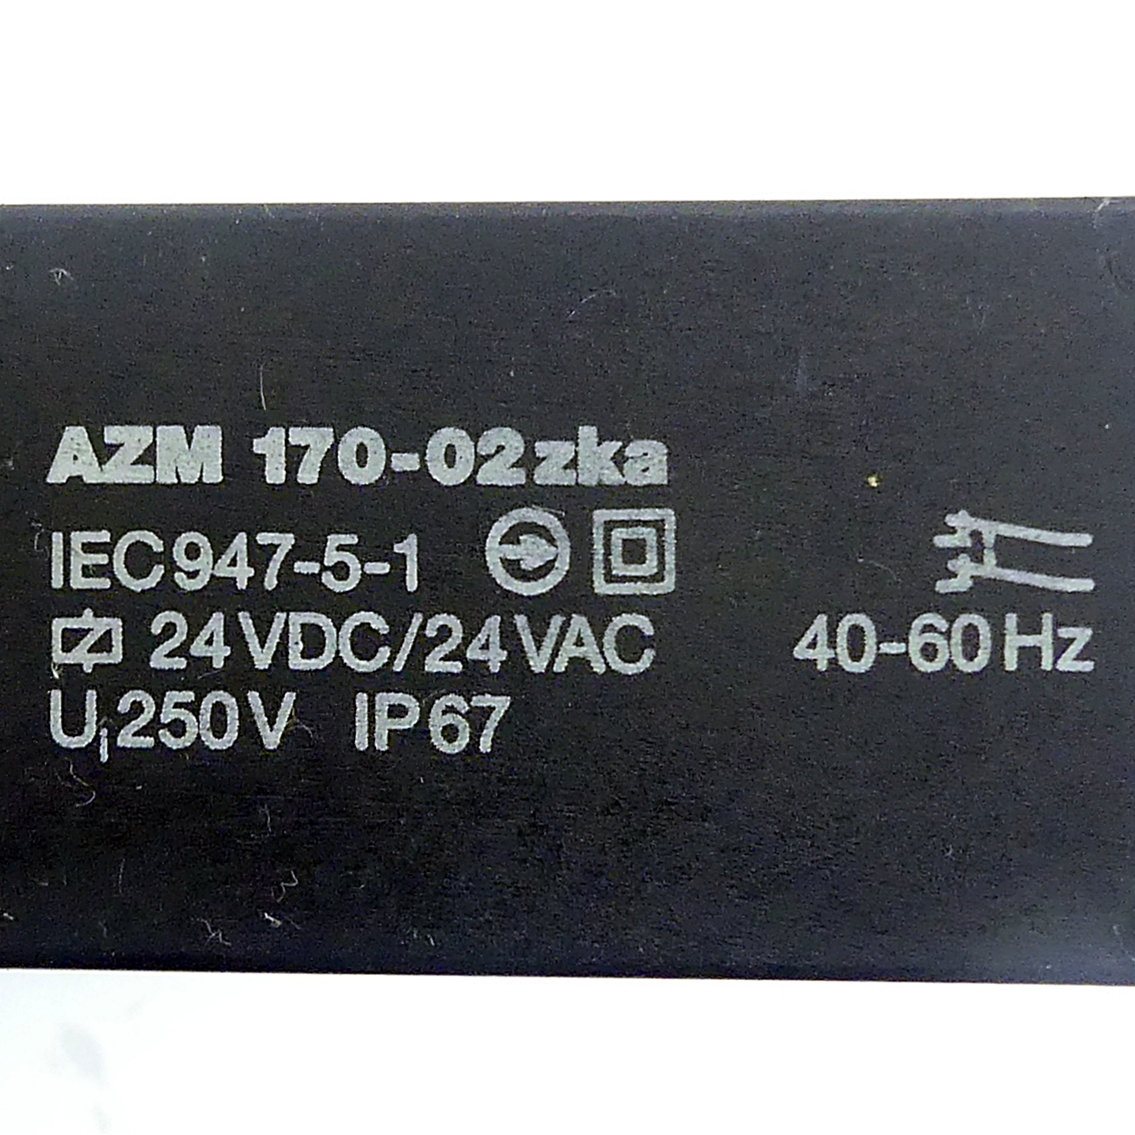 AZM 170-02zka
IEC947-5-1
24VDC/24VAC 40-60Hz
Ui250V IP67